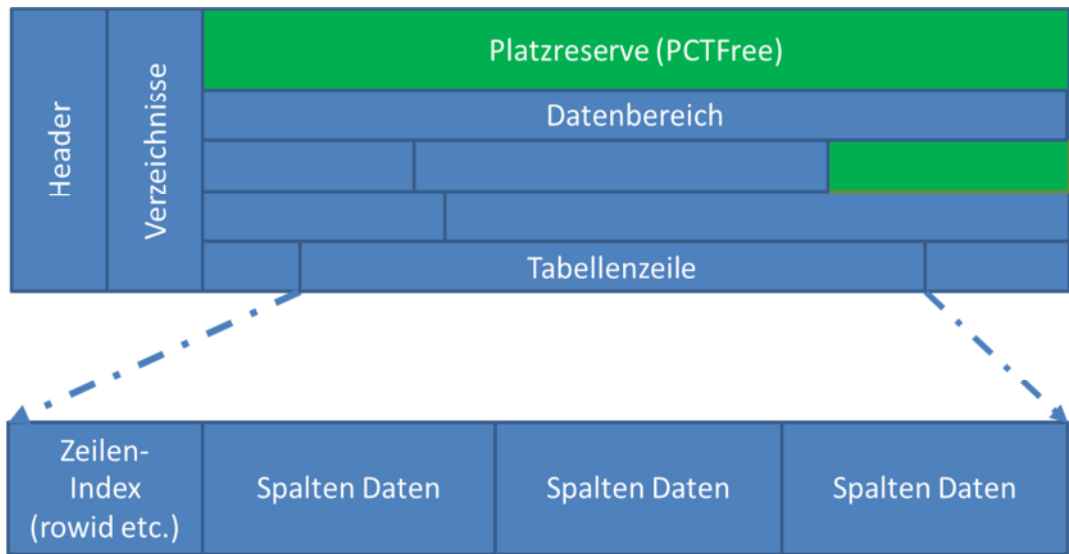 Header
Verzeichnisse
Platzreserve (PCTFree)
Datenbereich
Tabellenzeile
Zeilen-
Index
(rowid etc.)
Spalten Daten
Spalten Daten
Spalten Daten